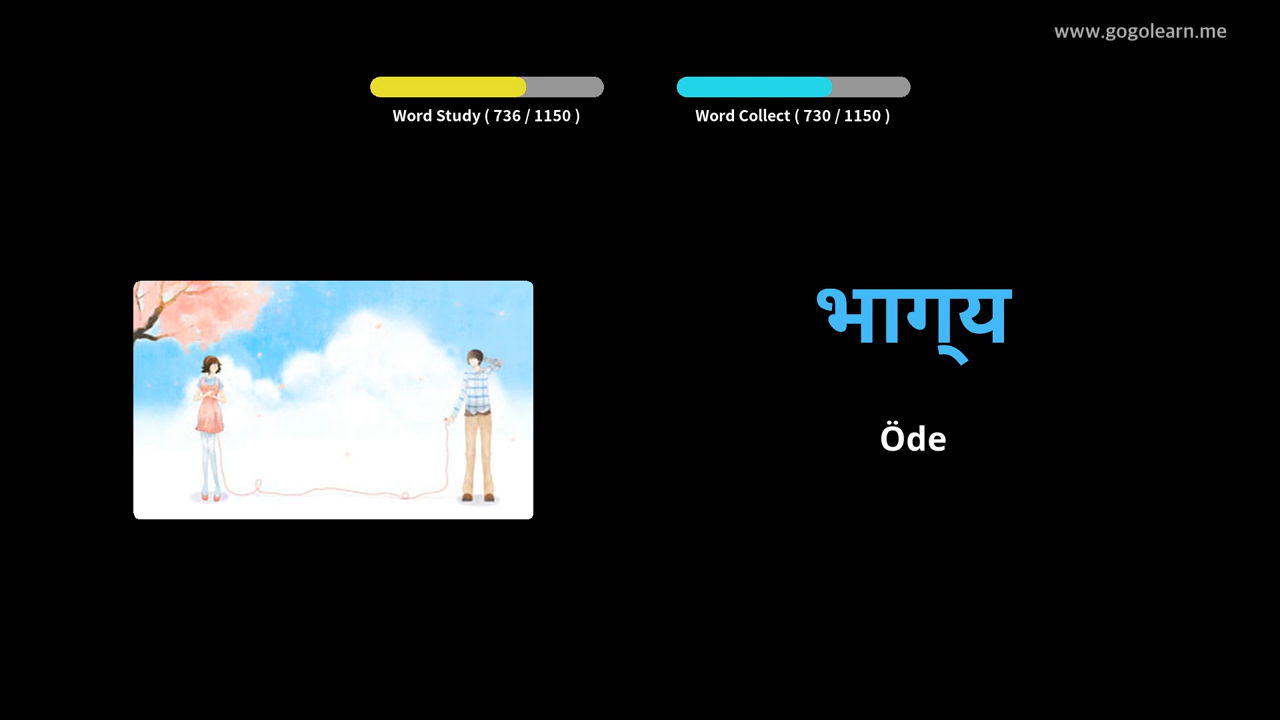 www.gogolearn.me
Word Study ( 736 / 1150 )
Word Collect ( 730 / 1150 )
भाग्‍य
Öde